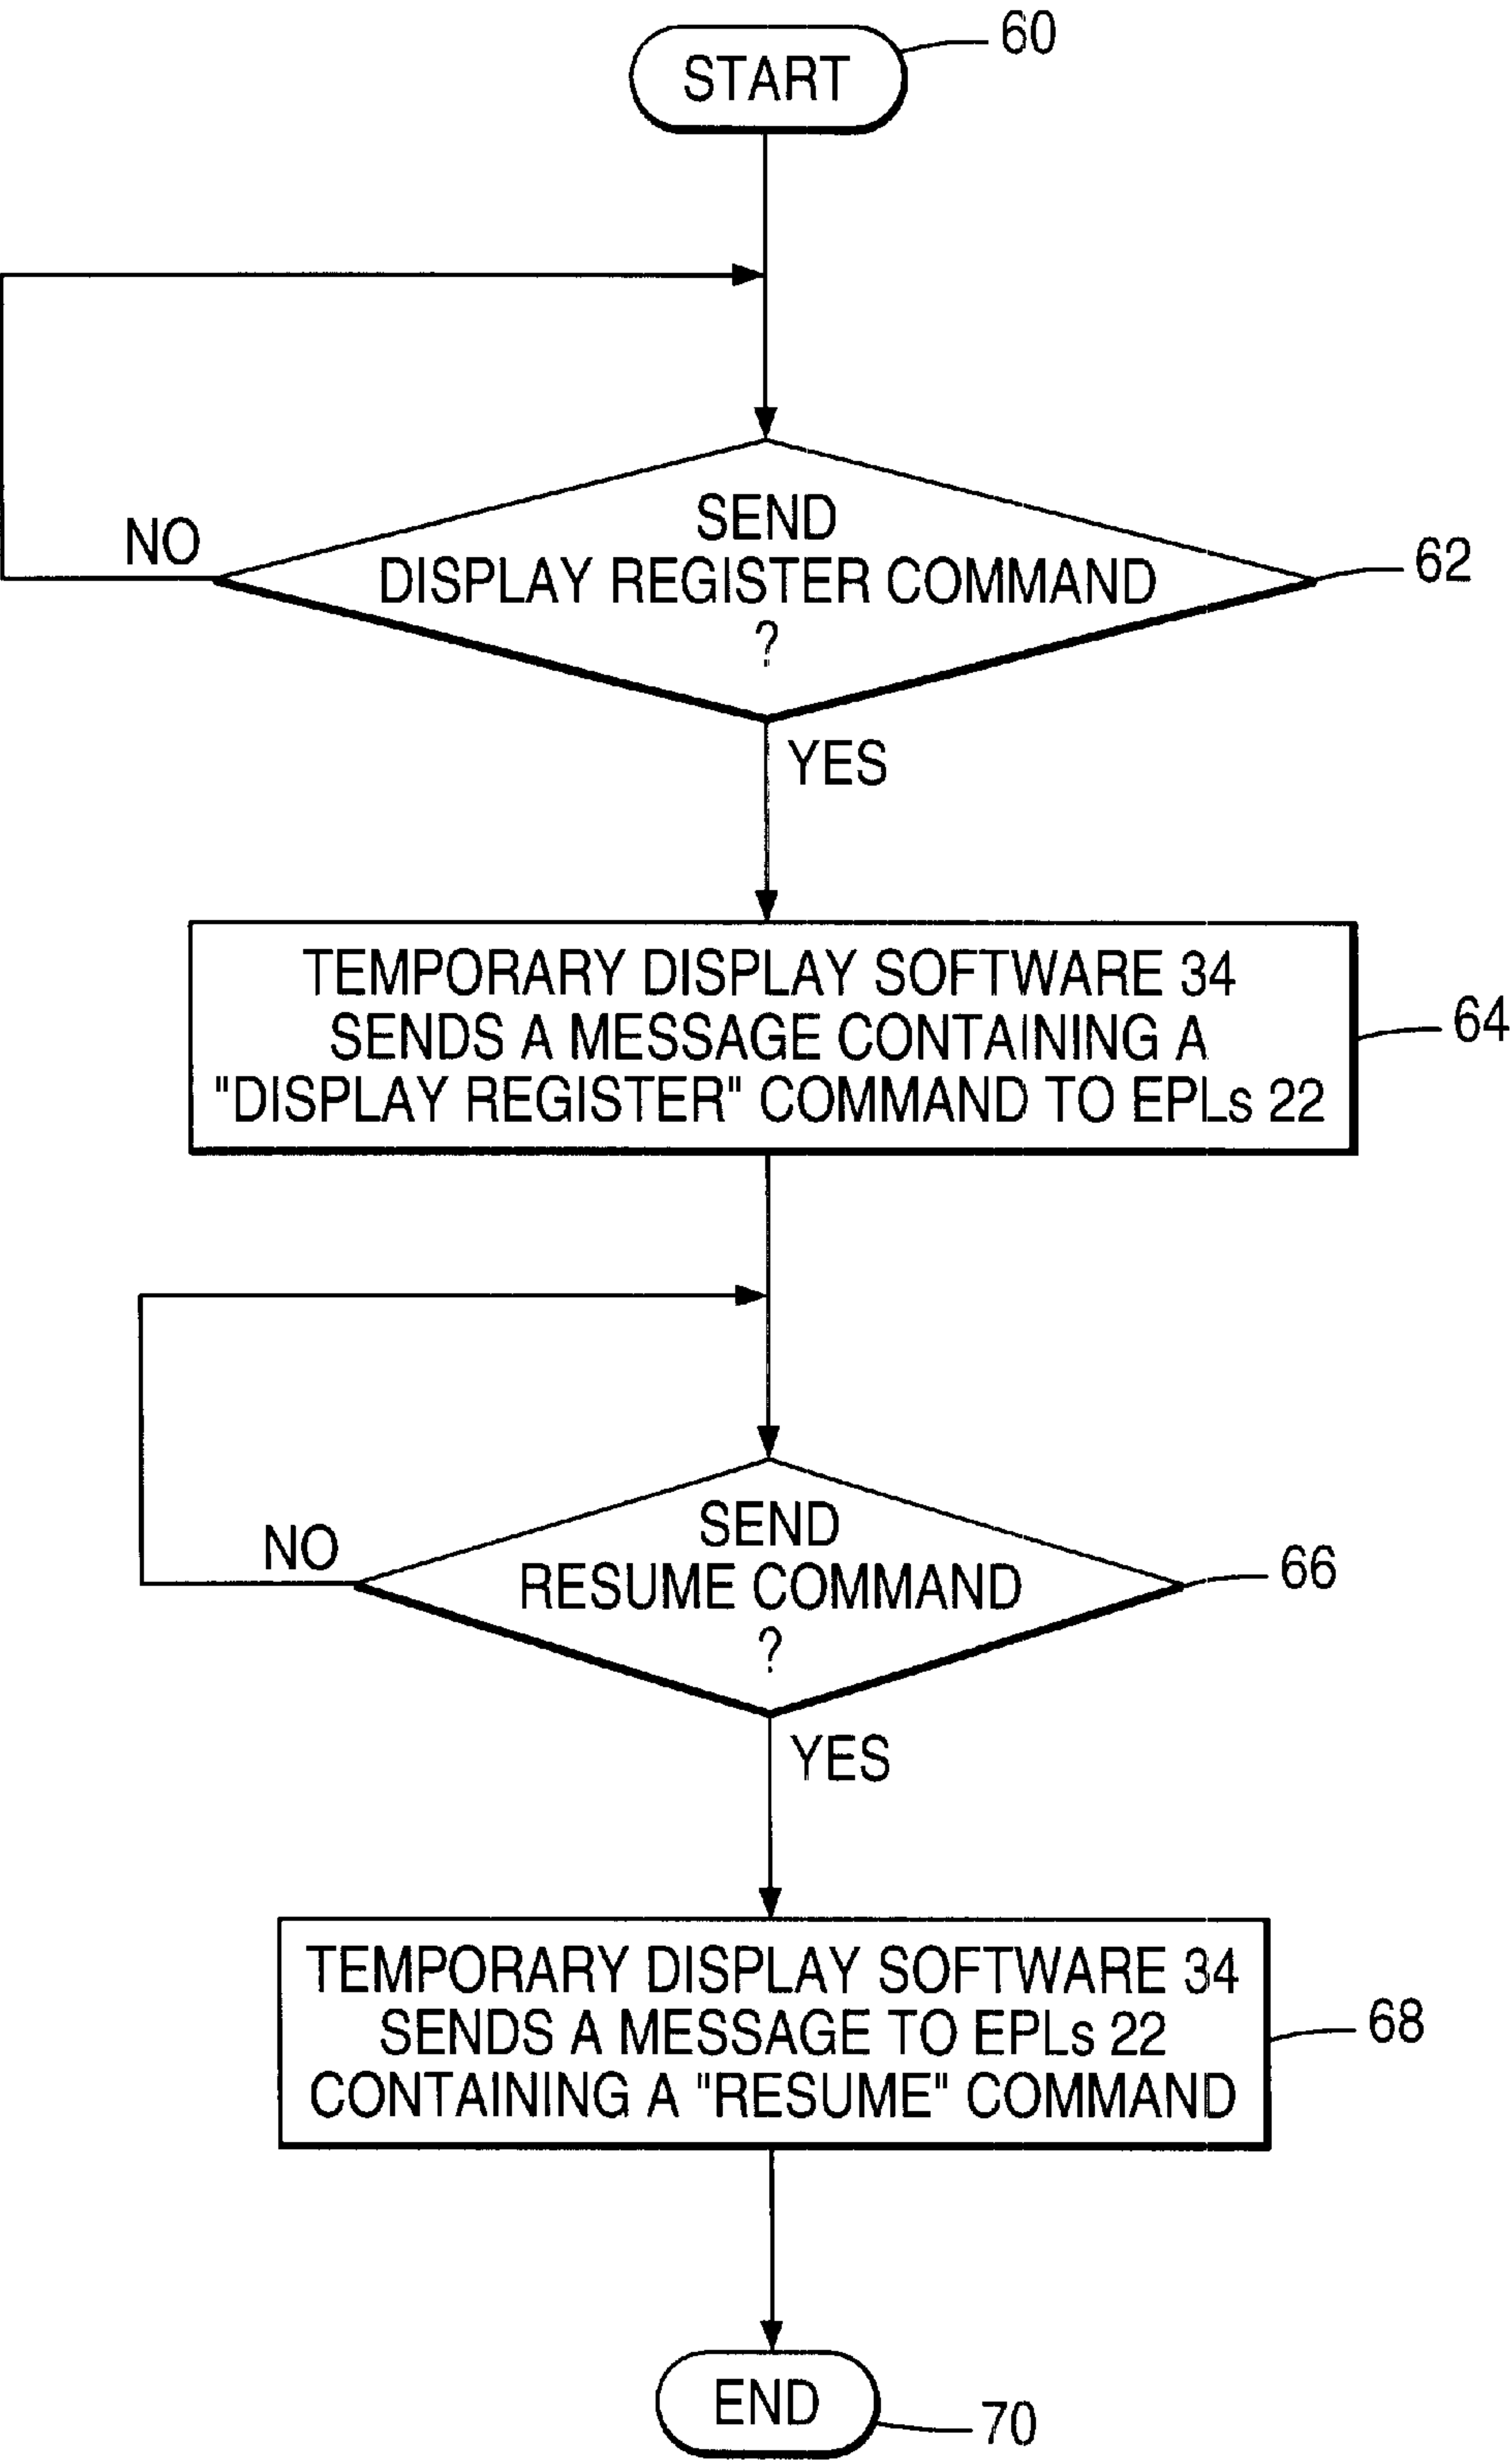 START
60
SEND
DISPLAY REGISTER COMMAND
?
62
NO
YES
TEMPORARY DISPLAY SOFTWARE 34
SENDS A MESSAGE CONTAINING A
"DISPLAY REGISTER" COMMAND TO EPLs 22
64
SEND
RESUME COMMAND
?
66
NO
YES
TEMPORARY DISPLAY SOFTWARE 34
SENDS A MESSAGE TO EPLs 22
CONTAINING A "RESUME" COMMAND
68
END
70